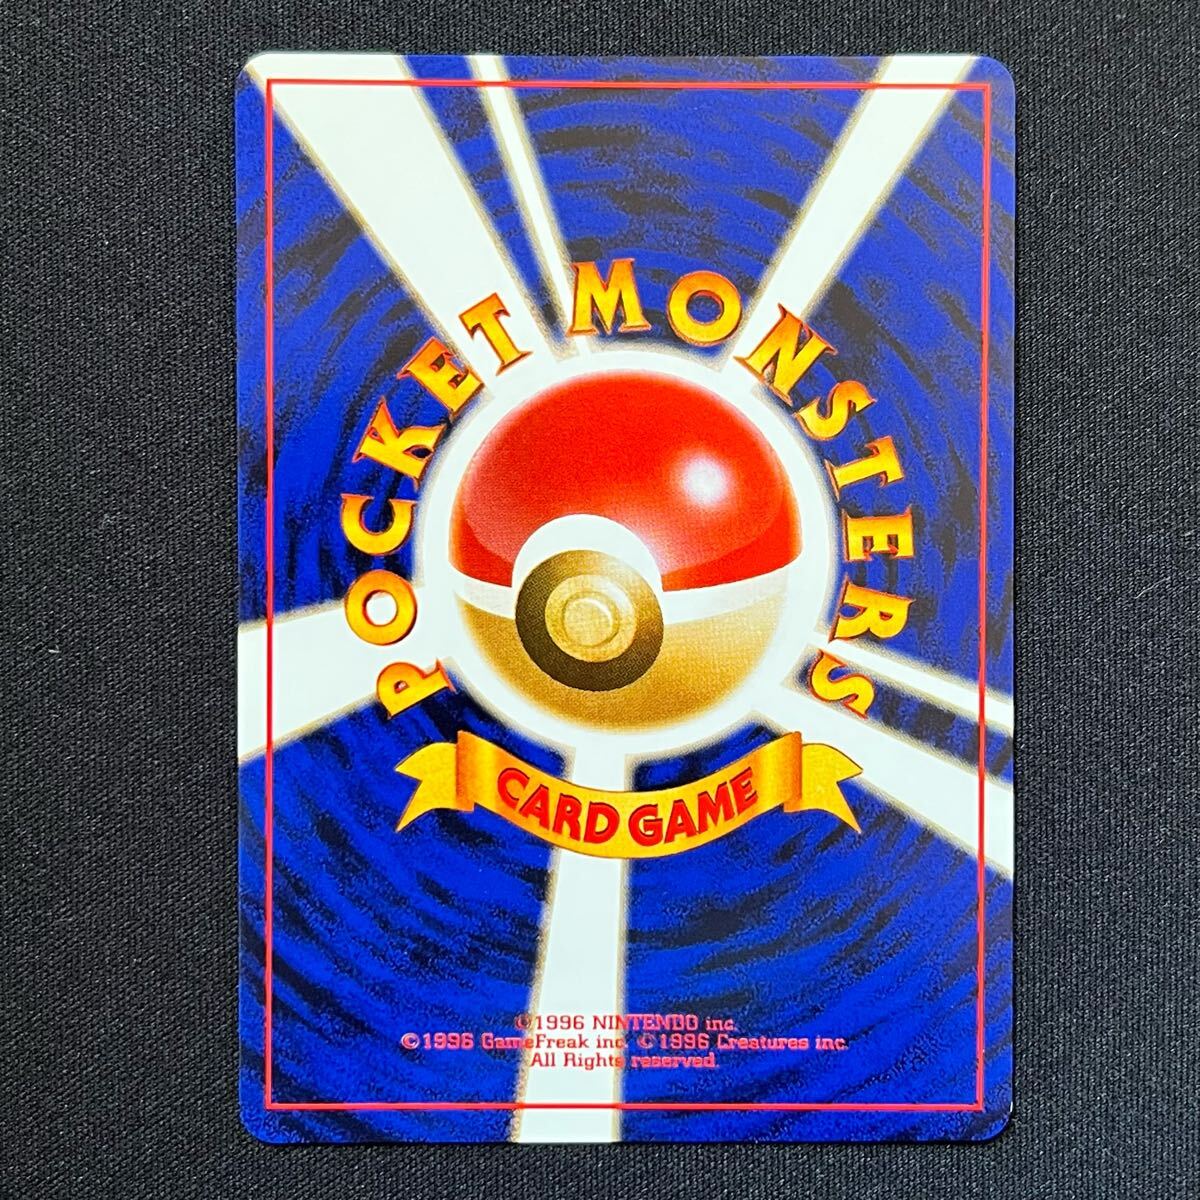 POCKET MONSTERS
CARD GAME
©1996 NINTENDO inc.
©1996 GameFreak inc. ©1996 Creatures inc.
All Rights reserved.